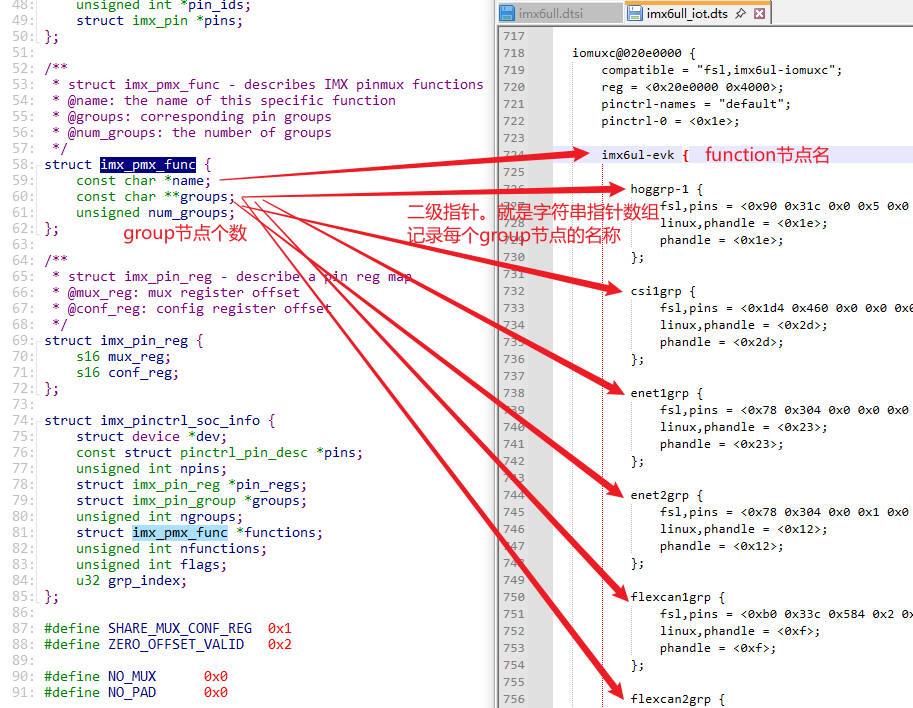 48:     unsigned int *pin_ids;
49:     struct imx_pin *pins;
50: };
51:
52: /**
53:  * struct imx_pmx_func - describes IMX pinmux functions
54:  * @name: the name of this specific function
55:  * @groups: corresponding pin groups
56:  * @num_groups: the number of groups
57:  */
58: struct imx_pmx_func {
59:     const char *name;
60:     const char **groups;
61:     unsigned num_groups;
62: };
group节点个数
63:
64: /**
65:  * struct imx_pin_reg - describe a pin reg map
66:  * @mux_reg: mux register offset
67:  * @conf_reg: config register offset
68:  */
69: struct imx_pin_reg {
70:     s16 mux_reg;
71:     s16 conf_reg;
72: };
73:
74: struct imx_pinctrl_soc_info {
75:     struct device *dev;
76:     const struct pinctrl_pin_desc *pins;
77:     unsigned int npins;
78:     struct imx_pin_reg *pin_regs;
79:     struct imx_pin_group *groups;
80:     unsigned int ngroups;
81:     struct imx_pmx_func *functions;
82:     unsigned int nfunctions;
83:     unsigned int flags;
84:     u32 grp_index;
85: };
86:
87: #define SHARE_MUX_CONF_REG  0x1
88: #define ZERO_OFFSET_VALID  0x2
89:
90: #define NO_MUX      0x0
91: #define NO_PAD      0x0
imx6ull.dtsi
imx6ull_iot.dts
717
718 iomuxc@020e0000 {
719     compatible = "fsl,imx6ul-iomuxc";
720     reg = <0x20e0000 0x4000>;
721     pinctrl-names = "default";
722     pinctrl-0 = <0x1e>;
723
724     imx6ul-evk { function节点名
725
hoggrp-1 {
fsl,pins = <0x90 0x31c 0x0 0x5 0x0
linux,phandle = <0x1e>;
phandle = <0x1e>;
730 };
二级指针。就是字符串指针数组
记录每个group节点的名称
731
732 csi1grp {
733 fsl,pins = <0x1d4 0x460 0x0 0x0 0x0
734 linux,phandle = <0x2d>;
735 phandle = <0x2d>;
736 };
737
738 enet1grp {
739 fsl,pins = <0x78 0x304 0x0 0x0 0x0
740 linux,phandle = <0x23>;
741 phandle = <0x23>;
742 };
743
744 enet2grp {
745 fsl,pins = <0x78 0x304 0x0 0x1 0x0
746 linux,phandle = <0x12>;
747 phandle = <0x12>;
748 };
749
750 flexcan1grp {
751 fsl,pins = <0xb0 0x33c 0x584 0x2 0x
752 linux,phandle = <0xf>;
753 phandle = <0xf>;
754 };
755
756 flexcan2grp {